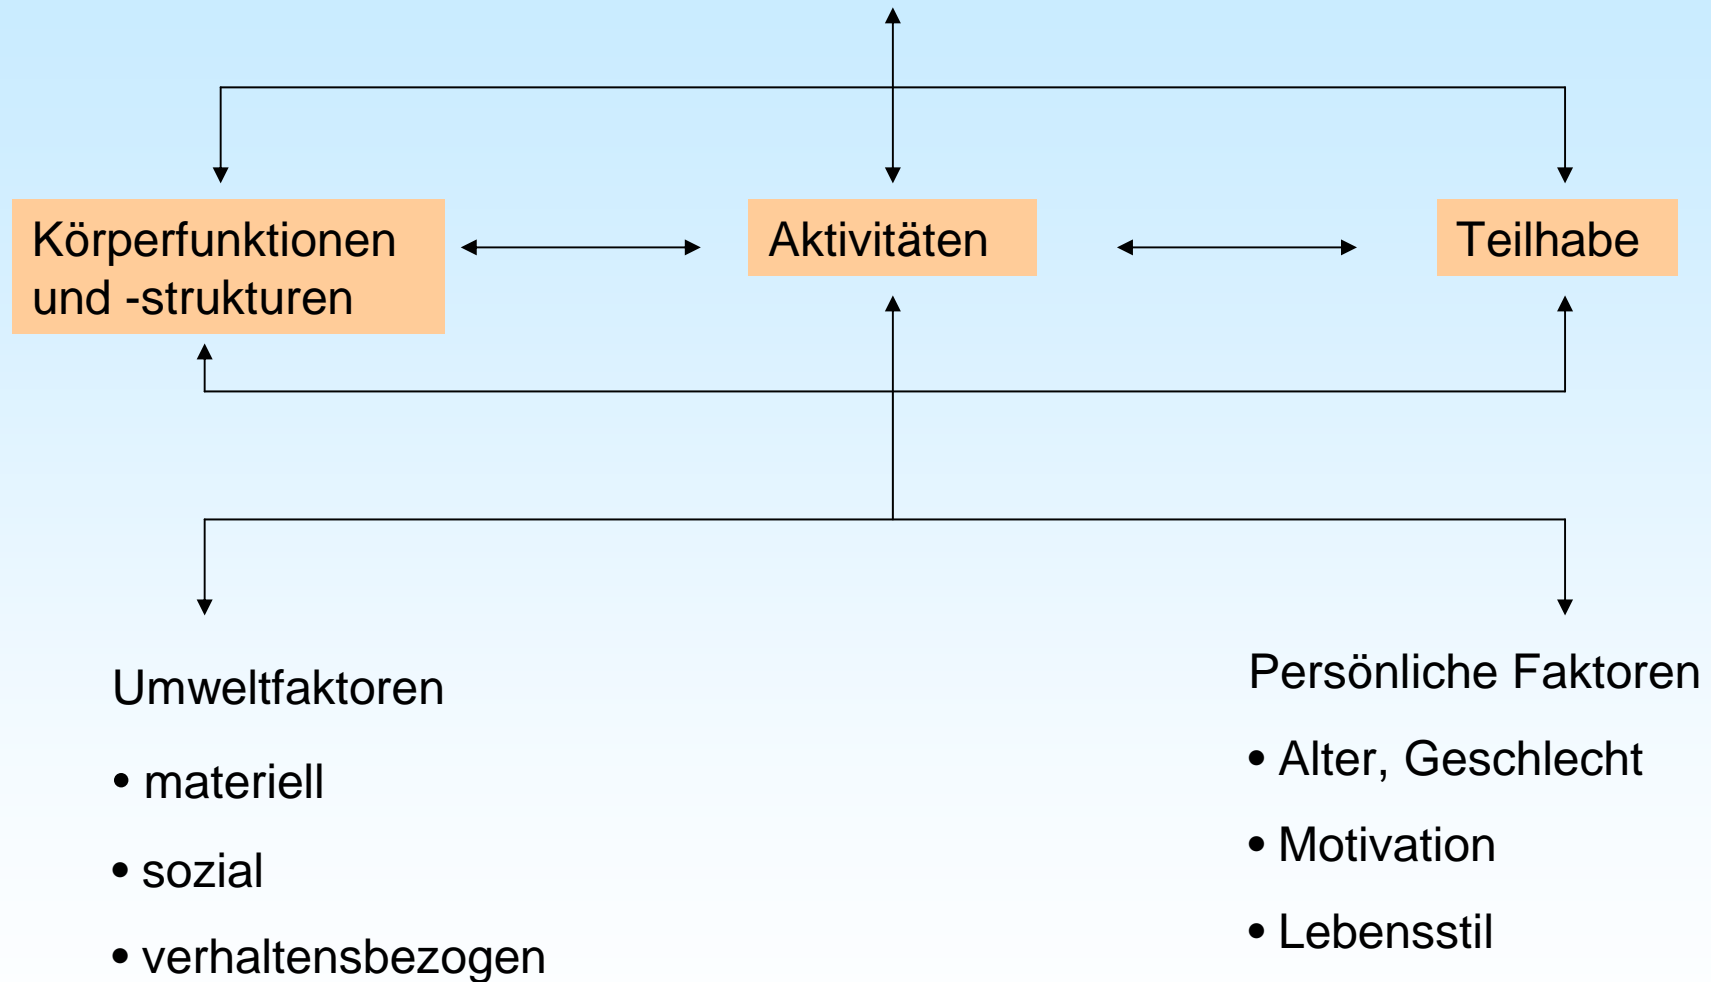 Körperfunktionen
und -strukturen
Aktivitäten
Teilhabe
Umweltfaktoren
• materiell
• sozial
• verhaltensbezogen
Persönliche Faktoren
• Alter, Geschlecht
• Motivation
• Lebensstil